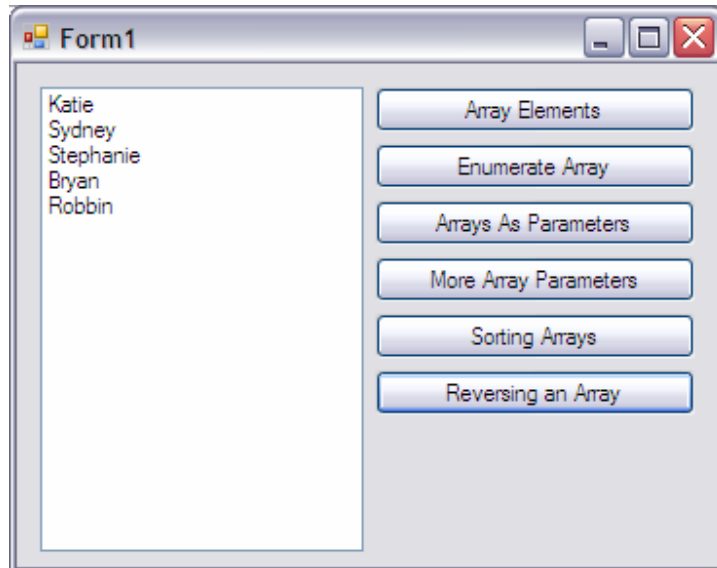 Form1
Katie
Sydney
Stephanie
Bryan
Robbin
Array Elements
Enumerate Array
Arrays As Parameters
More Array Parameters
Sorting Arrays
Reversing an Array